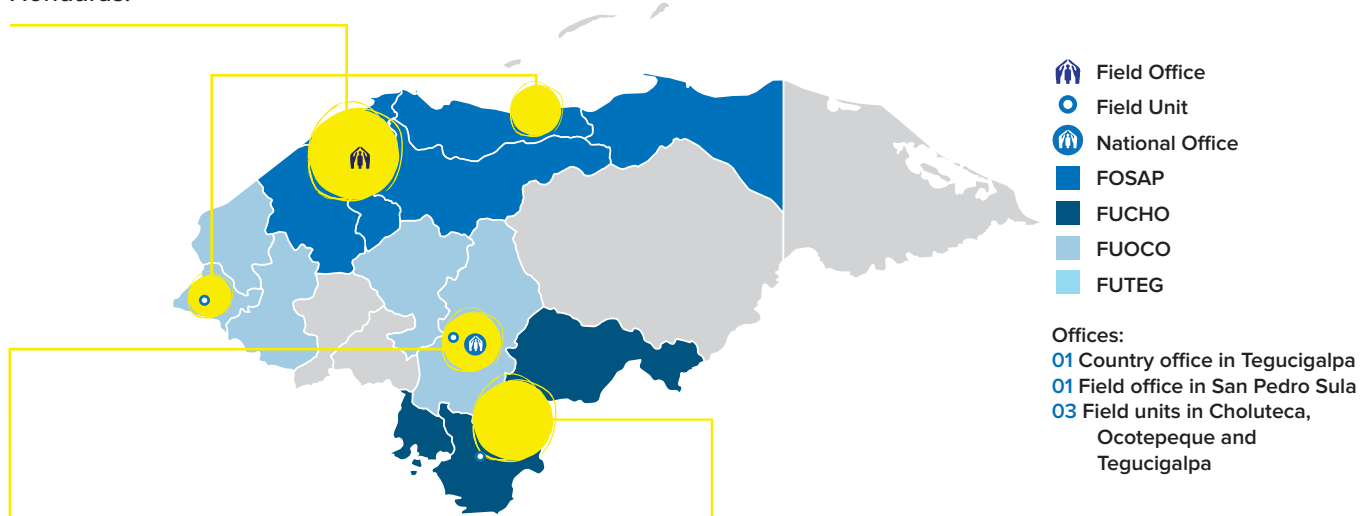 Honduras.
Field Office
Field Unit
National Office
FOSAP
FUCHO
FUOCO
FUTEG
Offices:
01 Country office in Tegucigalpa
01 Field office in San Pedro Sula
03 Field units in Choluteca,
Ocotepeque and
Tegucigalpa